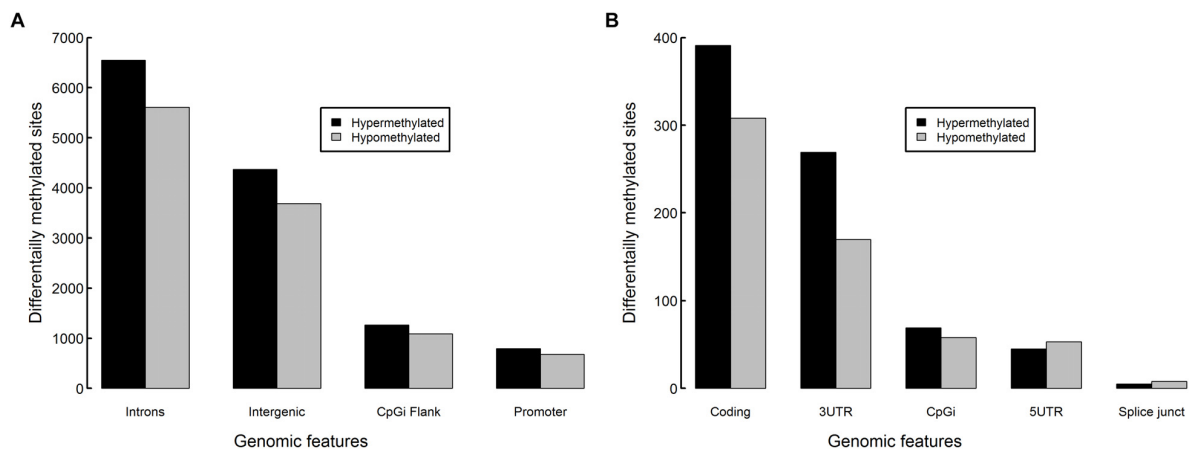 A
Differentailly methylated sites
7000
6000
5000
4000
3000
2000
1000
0
Hypermethylated
Hypomethylated
Introns
Intergenic
CpGi Flank
Promoter
Genomic features
B
Differentailly methylated sites
400
300
200
100
0
Hypermethylated
Hypomethylated
Coding
3UTR
CpGi
5UTR
Splice junct
Genomic features